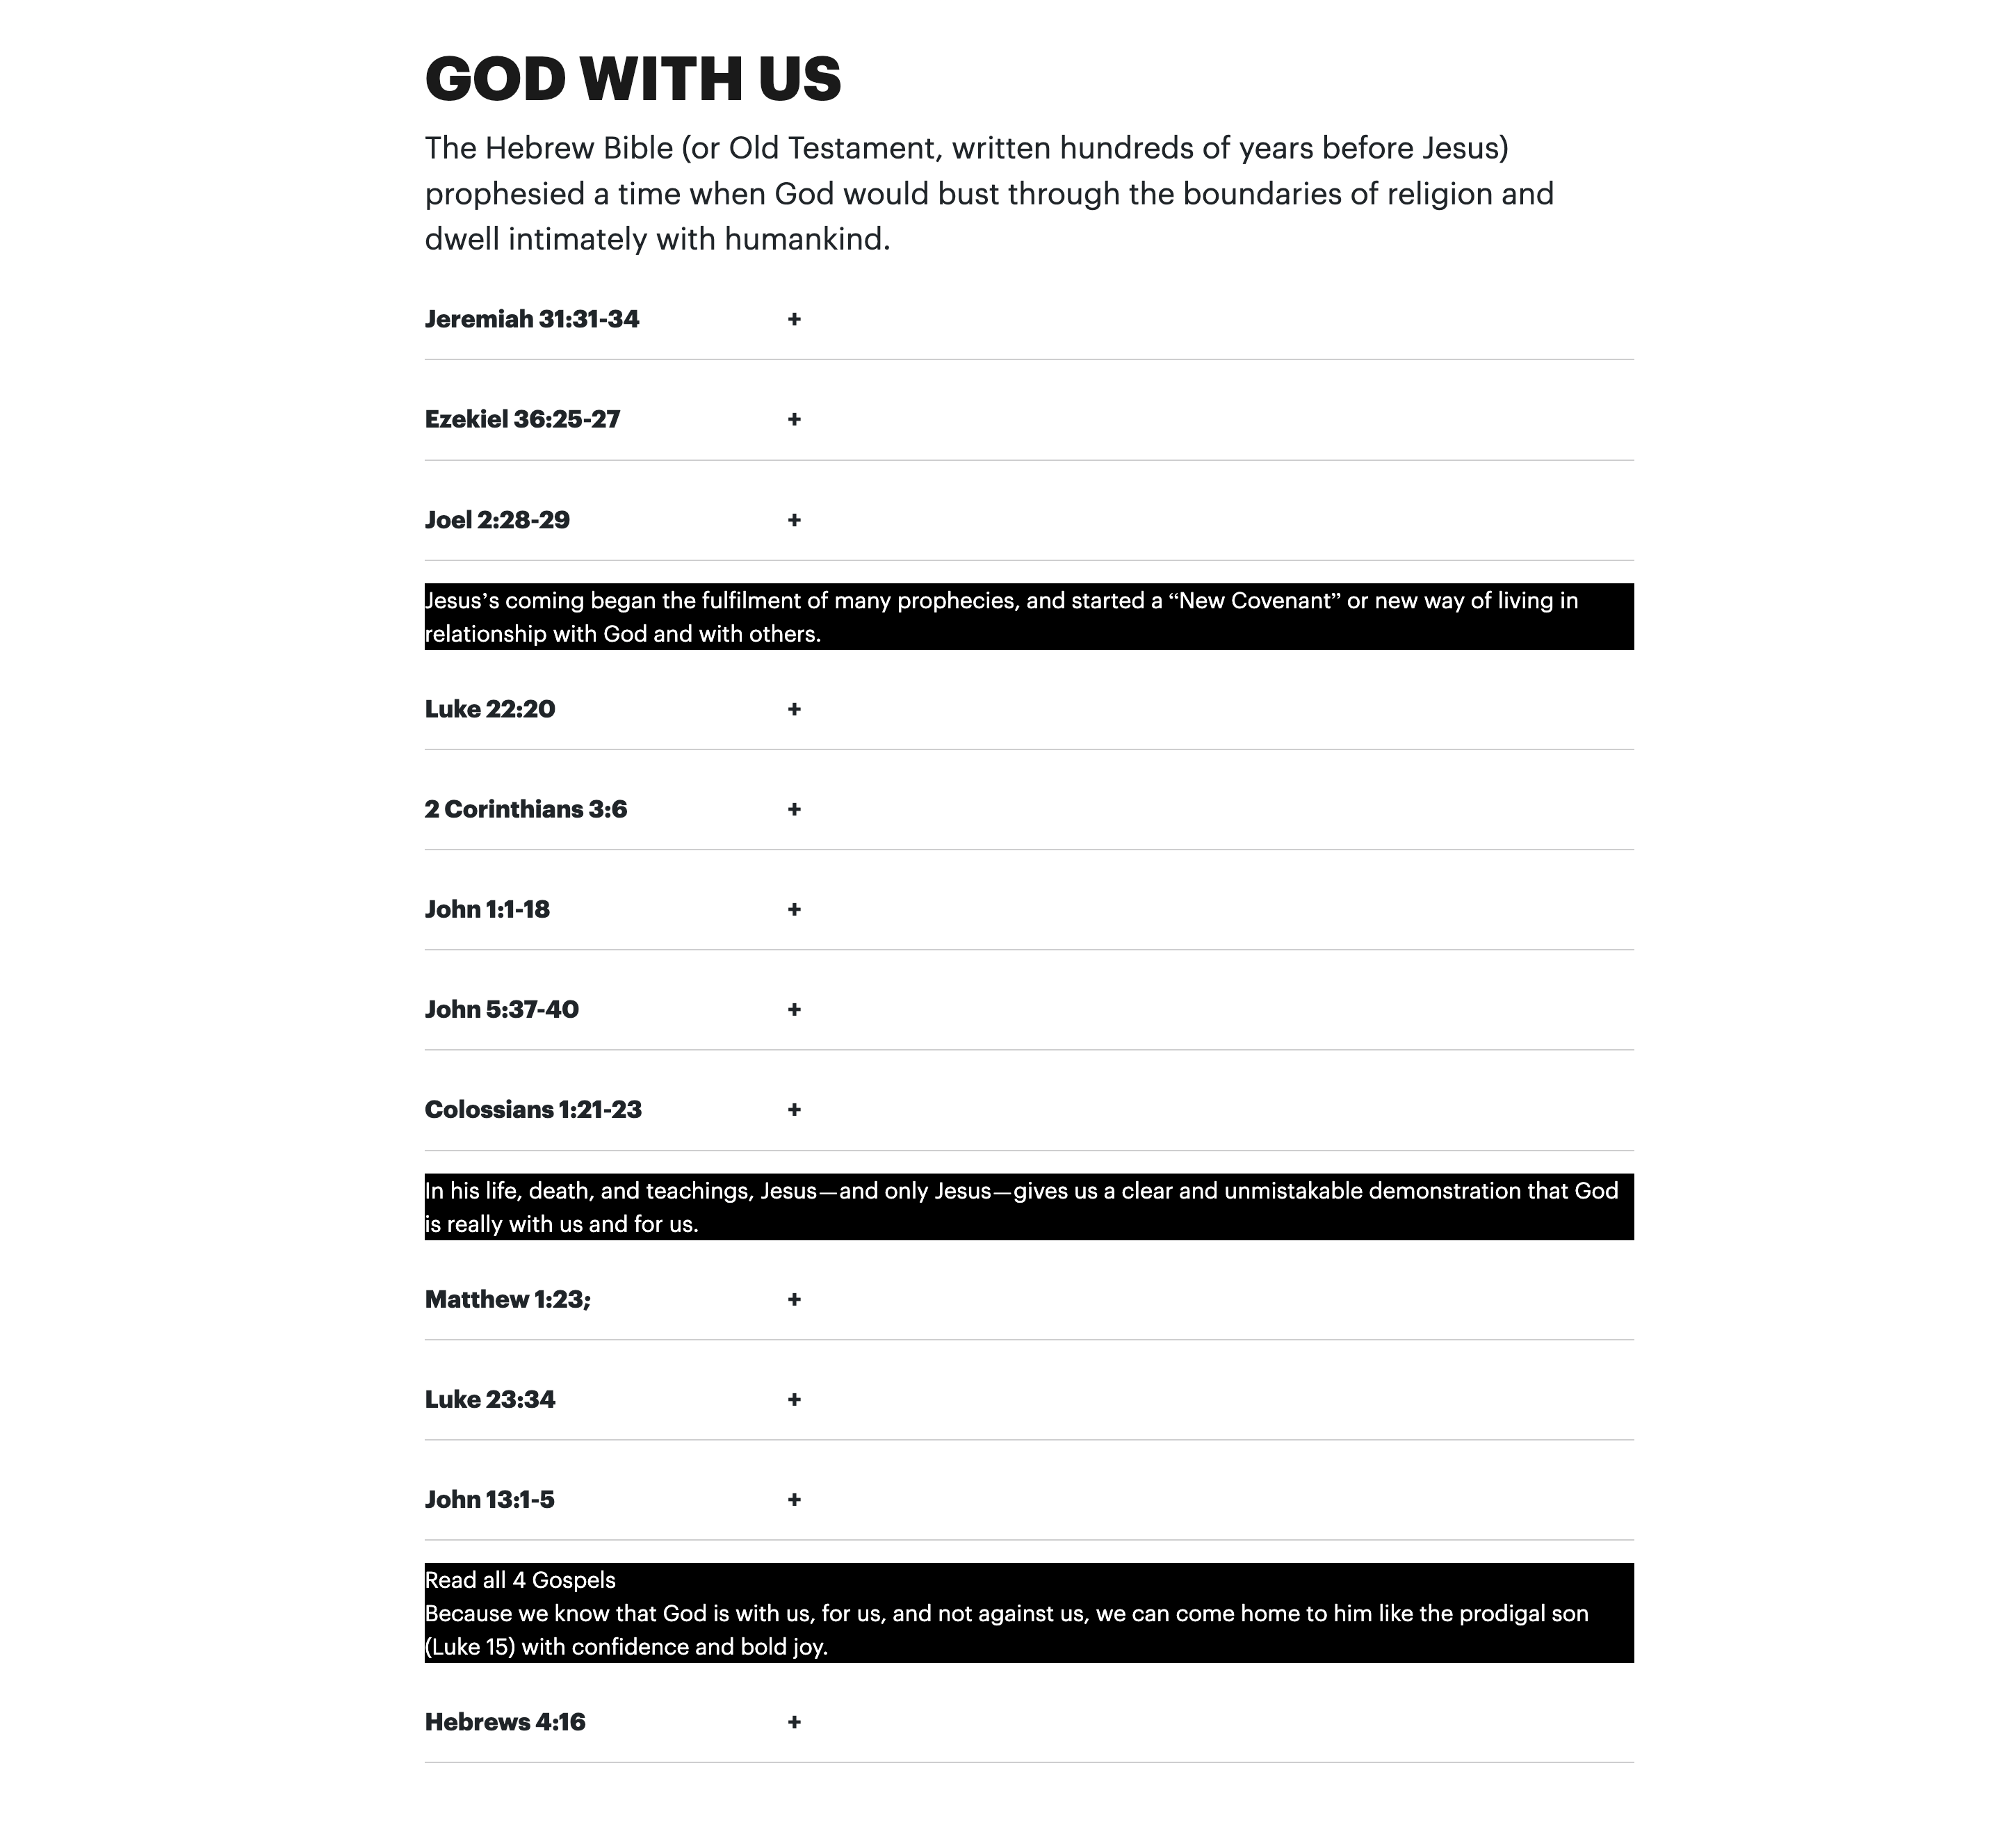 GOD WITH US
The Hebrew Bible (or Old Testament, written hundreds of years before Jesus)
prophesied a time when God would bust through the boundaries of religion and
dwell intimately with humankind.
Jeremiah 31:31-34 +
Ezekiel 36:25-27 +
Joel 2:28-29 +
Jesus’s coming began the fulfilment of many prophecies, and started a “New Covenant” or new way of living in
relationship with God and with others.
Luke 22:20 +
2 Corinthians 3:6 +
John 1:1-18 +
John 5:37-40 +
Colossians 1:21-23 +
In his life, death, and teachings, Jesus—and only Jesus—gives us a clear and unmistakable demonstration that God
is really with us and for us.
Matthew 1:23; +
Luke 23:34 +
John 13:1-5 +
Read all 4 Gospels
Because we know that God is with us, for us, and not against us, we can come home to him like the prodigal son
(Luke 15) with confidence and bold joy.
Hebrews 4:16 +